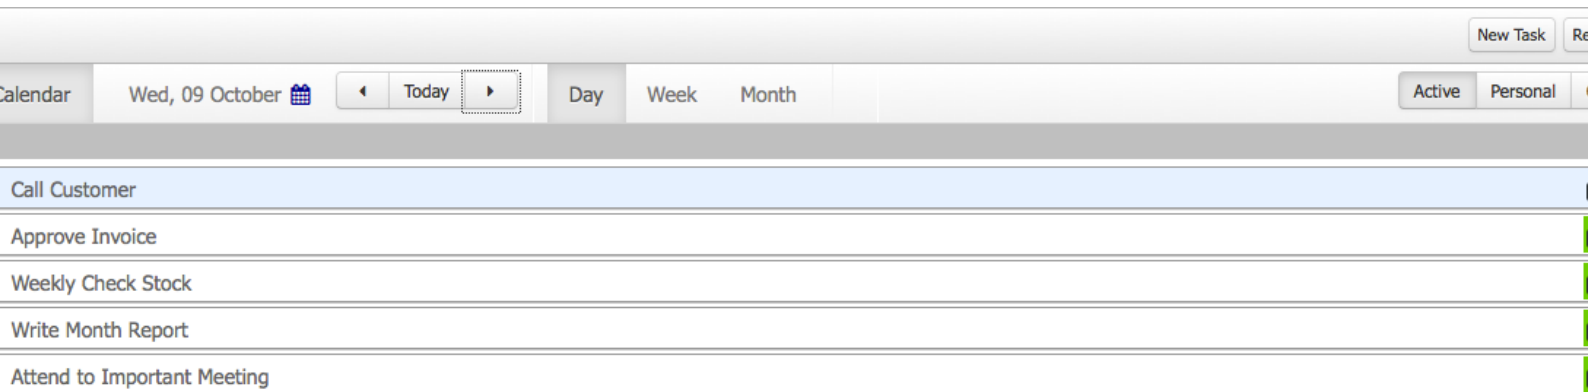 New Task
Calendar Wed, 09 October Today Day Week Month Active Personal
Call Customer
Approve Invoice
Weekly Check Stock
Write Month Report
Attend to Important Meeting